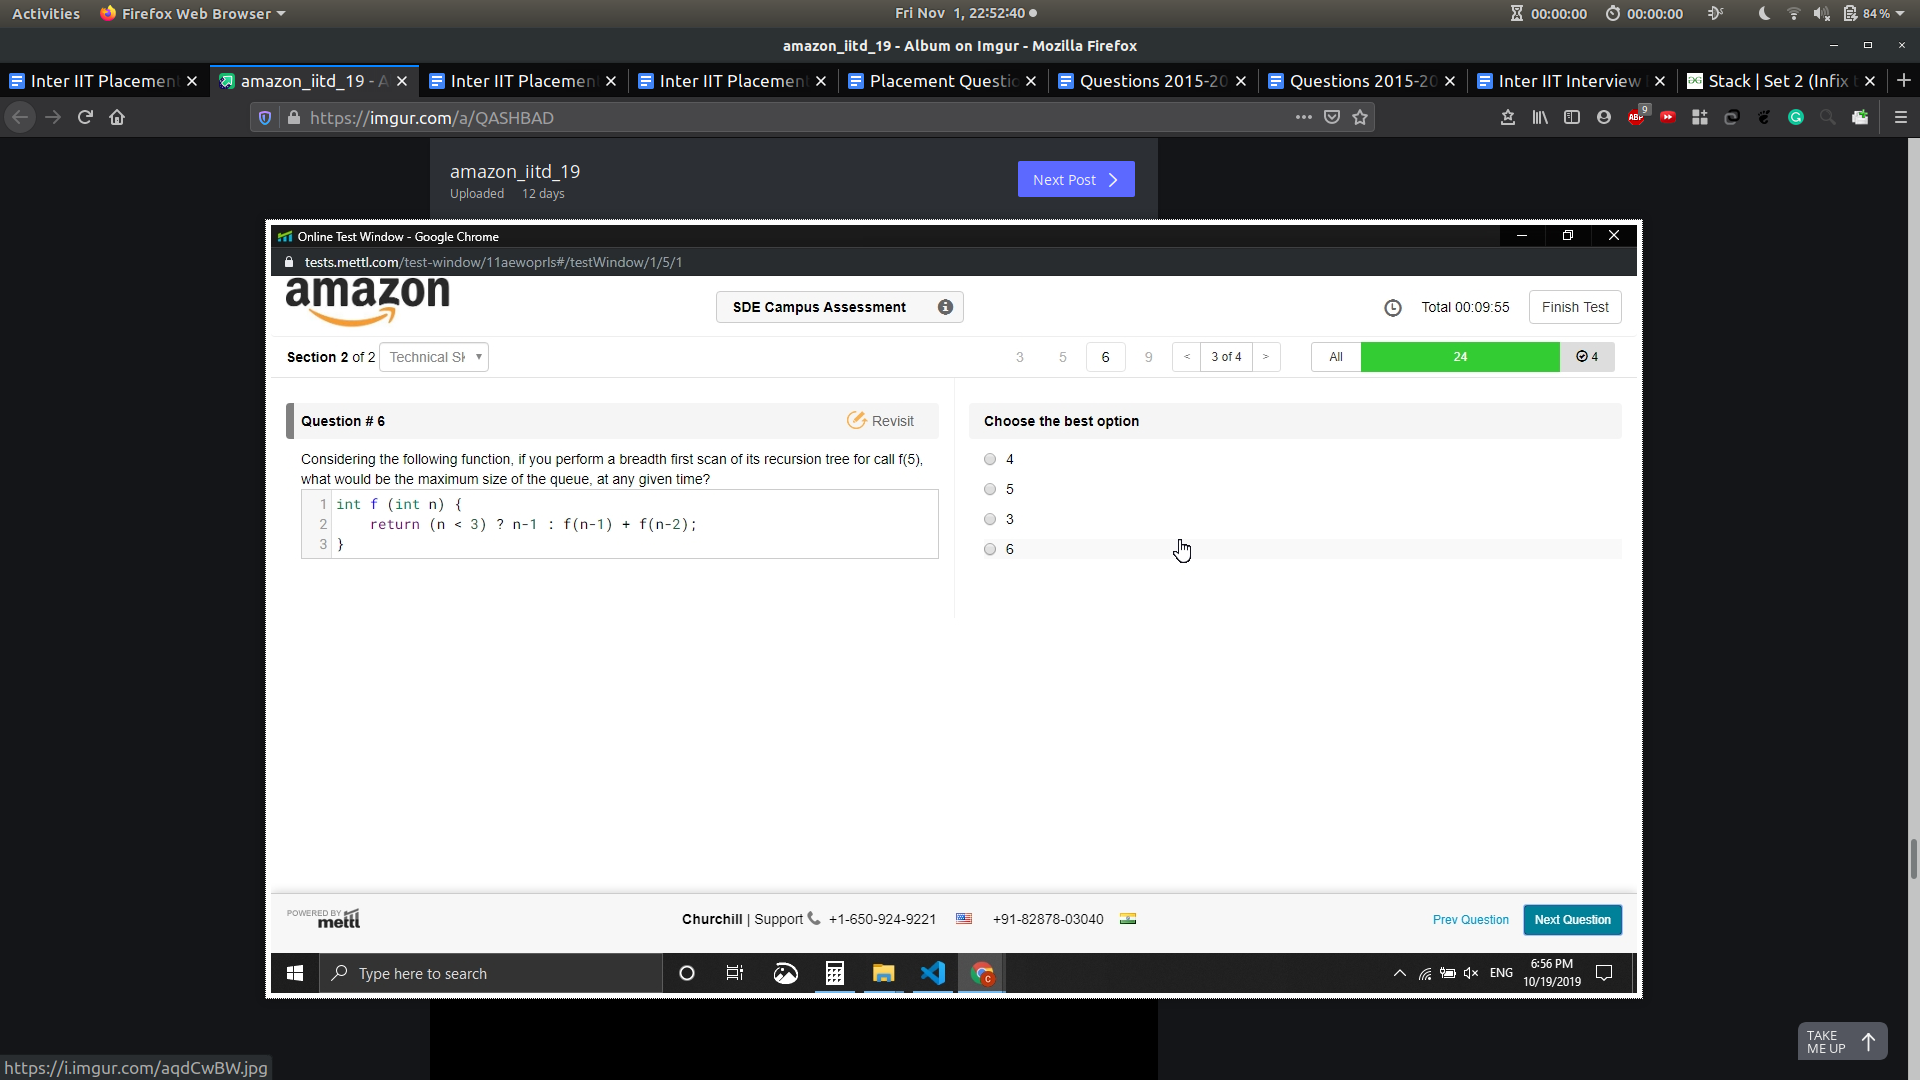 Activities Firefox Web Browser Fri Nov 1, 22:52:40 00:00:00 00:00:00 84%
amazon_iitd_19 - Album on Imgur - Mozilla Firefox
Inter IIT Placement amazon_iitd_19 - A Inter IIT Placement Inter IIT Placement Placement Questio Questions 2015-20 Questions 2015-20 Inter IIT Interview Stack | Set 2 (Infix t
https://imgur.com/a/QASHBAD ABP 9
amazon_iitd_19
Uploaded 12 days
Next Post
Online Test Window - Google Chrome
tests.mettl.com/test-window/11aewoprls#/testWindow/1/5/1
amazon SDE Campus Assessment Total 00:09:55 Finish Test
Section 2 of 2 Technical Sk 3 5 6 9 < 3 of 4 > All 24 4
Question # 6 Revisit
Considering the following function, if you perform a breadth first scan of its recursion tree for call f(5),
what would be the maximum size of the queue, at any given time?
1 int f (int n) {
2 return (n < 3) ? n-1 : f(n-1) + f(n-2);
3 }
Choose the best option
4
5
3
6
POWERED BY
mettl
Churchill | Support +1-650-924-9221 +91-82878-03040
Prev Question Next Question
Type here to search
ENG 6:56 PM
10/19/2019
TAKE
ME UP
https://i.imgur.com/aqdCwBW.jpg